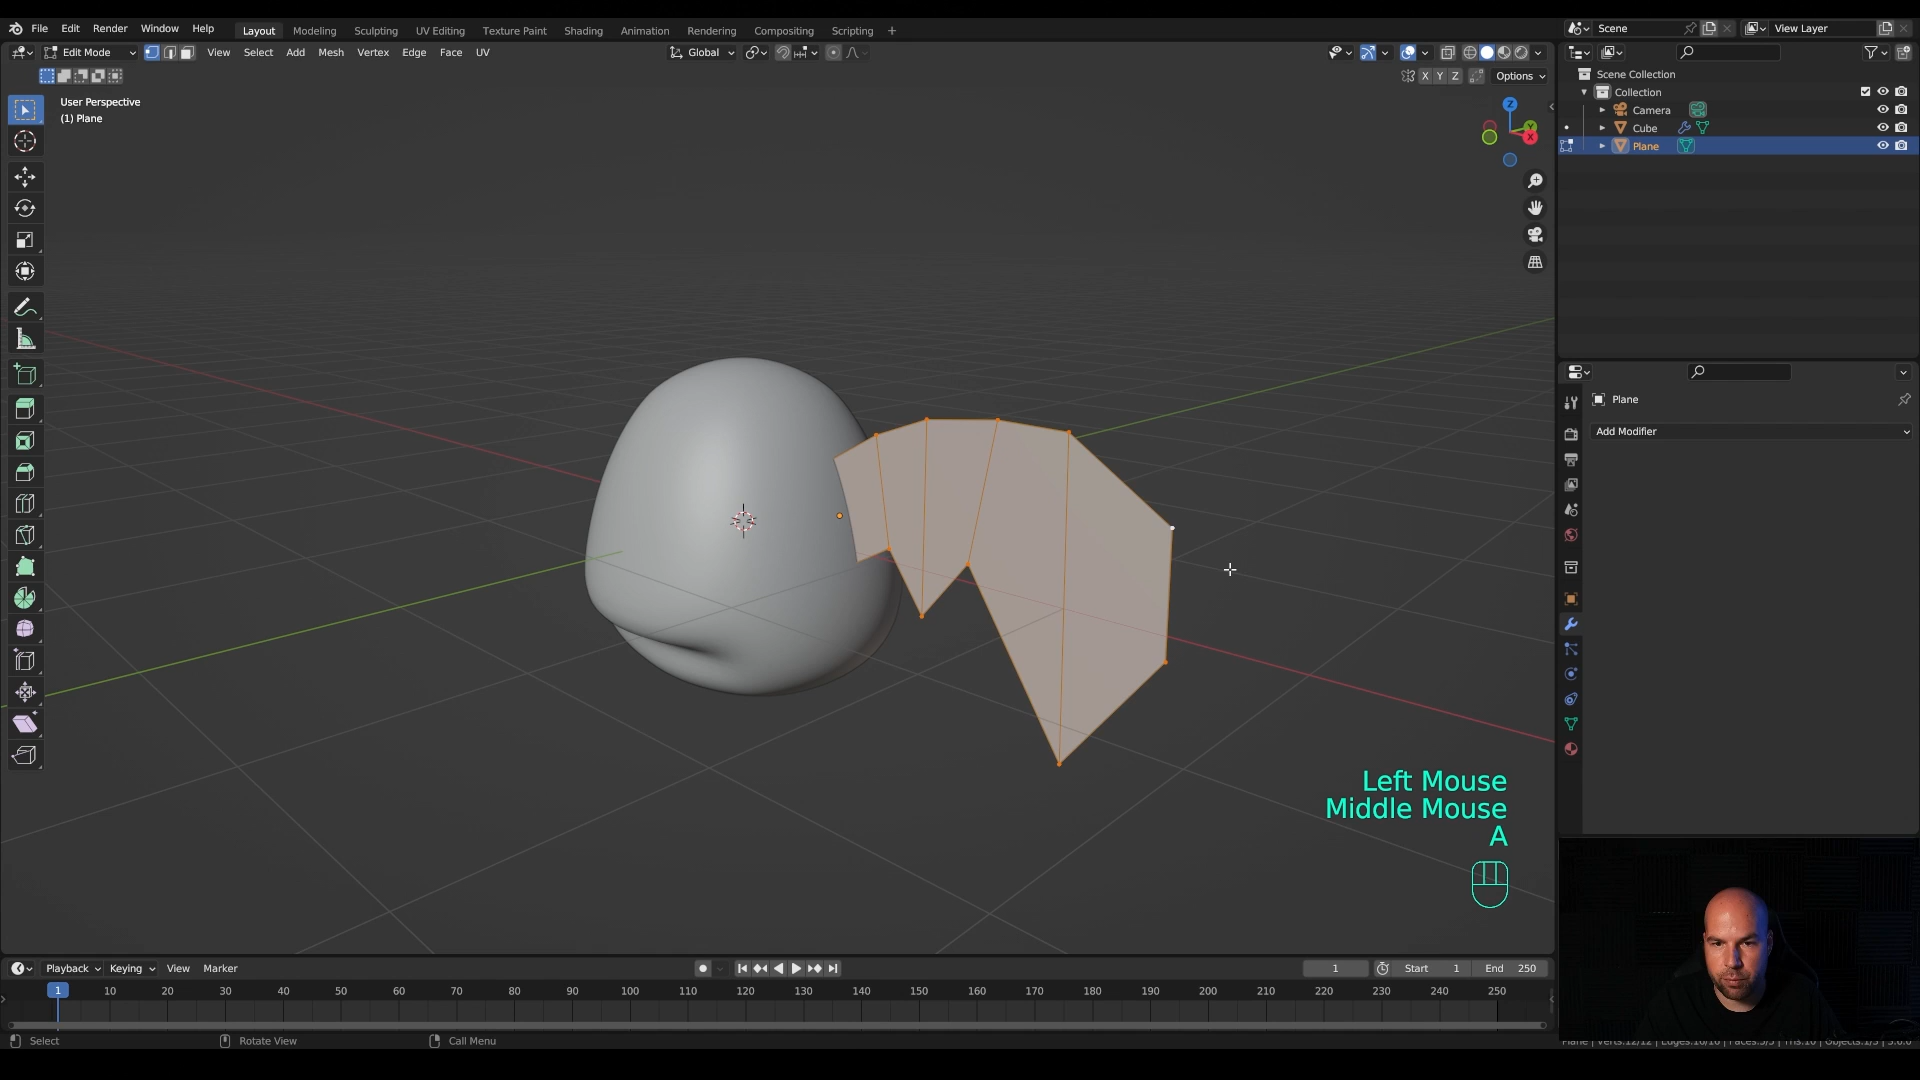 File Edit Render Window Help Layout Modeling Sculpting UV Editing Texture Paint Shading Animation Rendering Compositing Scripting + Scene View Layer
Edit Mode View Select Add Mesh Vertex Edge Face UV Global
X Y Z Options
User Perspective
(1) Plane
Z
Y
X
Scene Collection
Collection
Camera
Cube
Plane
Plane
Add Modifier
Left Mouse
Middle Mouse
A
Playback Keying View Marker 1 Start 1 End 250
1 10 20 30 40 50 60 70 80 90 100 110 120 130 140 150 160 170 180 190 200 210 220 230 240 250
Select Rotate View Call Menu